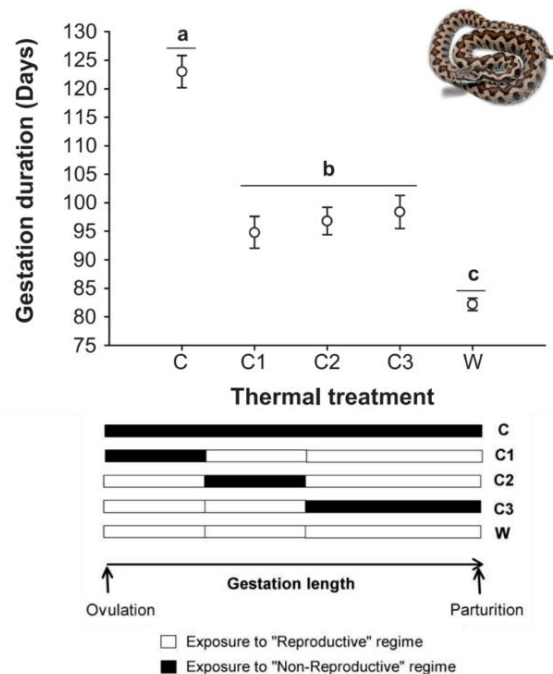 Gestation duration (Days)
130
125
120
115
110
105
100
95
90
85
80
75
a
b
c
C
C1
C2
C3
W
Thermal treatment
C
C1
C2
C3
W
Gestation length
Ovulation
Parturition
Exposure to "Reproductive" regime
Exposure to "Non-Reproductive" regime